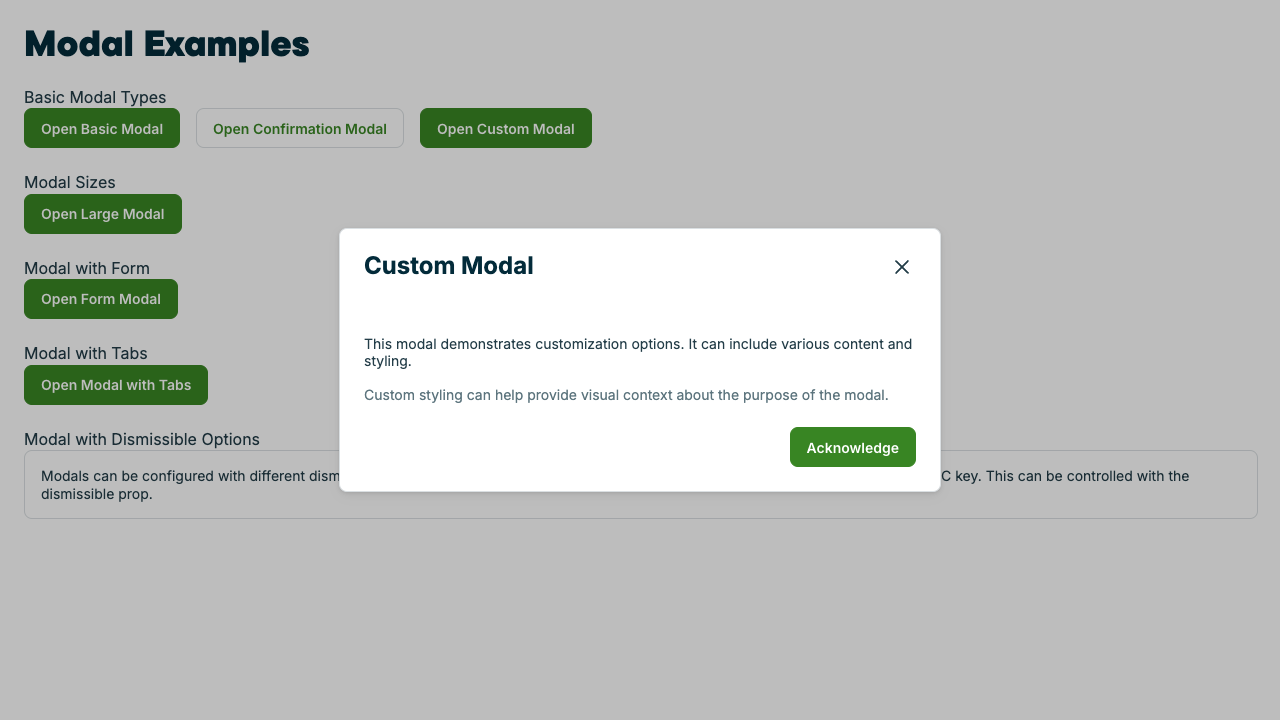 Modal Examples
Basic Modal Types
Open Basic Modal
Open Confirmation Modal
Open Custom Modal
Modal Sizes
Open Large Modal
Modal with Form
Open Form Modal
Modal with Tabs
Open Modal with Tabs
Modal with Dismissible Options
Modals can be configured with different
C key. This can be controlled with the
dismissible prop.
Custom Modal
This modal demonstrates customization options. It can include various content and
styling.
Custom styling can help provide visual context about the purpose of the modal.
Acknowledge